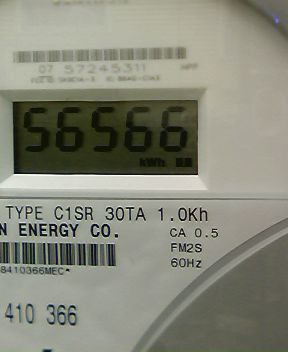 07 57245311
56566
kWh
TYPE C1SR 30TA 1.0Kh
N ENERGY CO.
CA 0.5
FM2S
60Hz
8410366MEC*
410 366